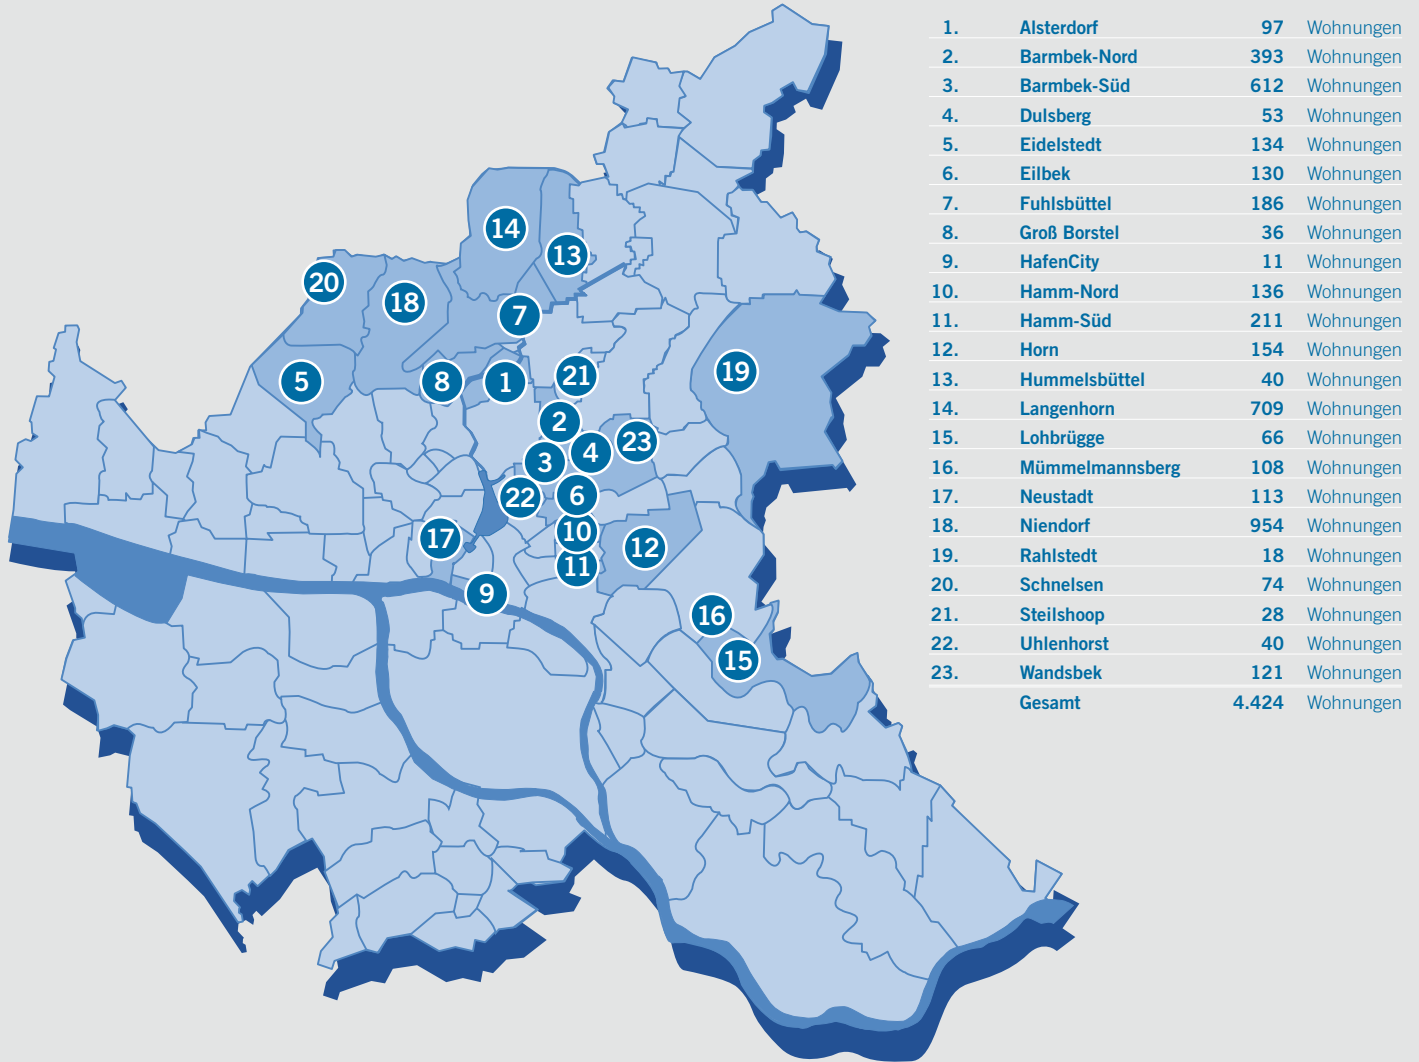 1. Alsterdorf 97 Wohnungen
2. Barmbek-Nord 393 Wohnungen
3. Barmbek-Süd 612 Wohnungen
4. Dulsberg 53 Wohnungen
5. Eidelstedt 134 Wohnungen
6. Eilbek 130 Wohnungen
7. Fuhlsbüttel 186 Wohnungen
8. Groß Borstel 36 Wohnungen
9. HafenCity 11 Wohnungen
10. Hamm-Nord 136 Wohnungen
11. Hamm-Süd 211 Wohnungen
12. Horn 154 Wohnungen
13. Hummelsbüttel 40 Wohnungen
14. Langenhorn 709 Wohnungen
15. Lohbrügge 66 Wohnungen
16. Mümmelmannsberg 108 Wohnungen
17. Neustadt 113 Wohnungen
18. Niendorf 954 Wohnungen
19. Rahlstedt 18 Wohnungen
20. Schnelsen 74 Wohnungen
21. Steilshoop 28 Wohnungen
22. Uhlenhorst 40 Wohnungen
23. Wandsbek 121 Wohnungen
Gesamt 4.424 Wohnungen
14
13
20
18
7
19
21
5
8
1
2
23
4
3
6
22
10
17
12
11
9
16
15